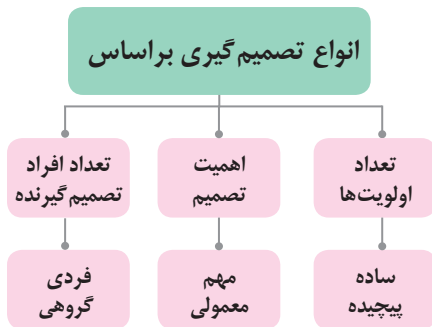 انواع تصمیم‌گیری براساس
تعداد
اولویت‌ها
اهمیت
تصمیم
تعداد افراد
تصمیم‌گیرنده
ساده
پیچیده
مهم
معمولی
فردی
گروهی